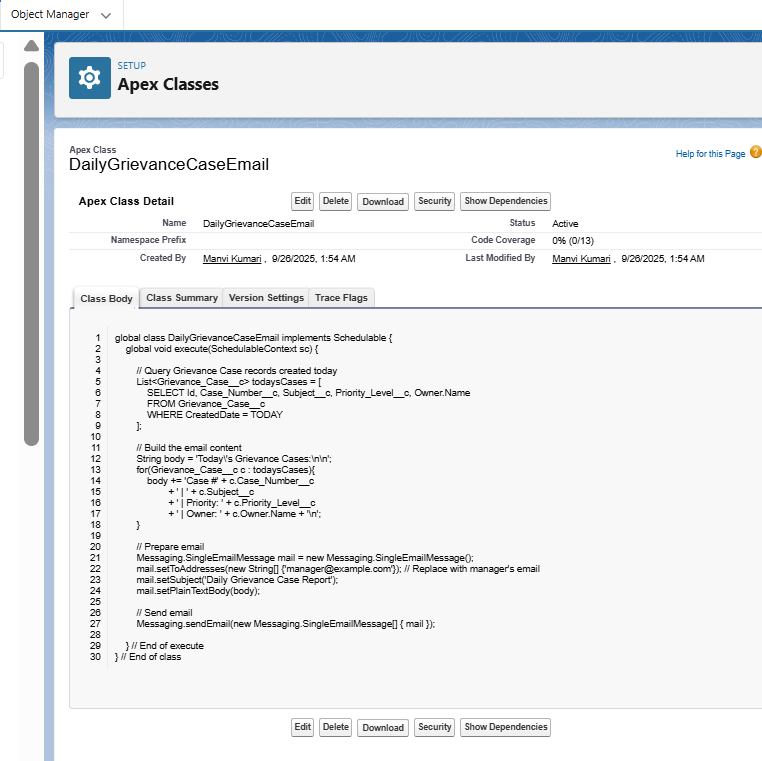 Object Manager
SETUP
Apex Classes
Apex Class
DailyGrievanceCaseEmail
Help for this Page ?
Apex Class Detail
Edit Delete Download Security Show Dependencies
Name DailyGrievanceCaseEmail Status Active
Namespace Prefix Code Coverage 0% (0/13)
Created By Manvi Kumari , 9/26/2025, 1:54 AM Last Modified By Manvi Kumari , 9/26/2025, 1:54 AM
Class Body Class Summary Version Settings Trace Flags
1 global class DailyGrievanceCaseEmail implements Schedulable {
2 global void execute(SchedulableContext sc) {
3
4 // Query Grievance Case records created today
5 List<Grievance_Case__c> todaysCases = [
6 SELECT Id, Case_Number__c, Subject__c, Priority_Level__c, Owner.Name
7 FROM Grievance_Case__c
8 WHERE CreatedDate = TODAY
9 ];
10
11 // Build the email content
12 String body = 'Today\'s Grievance Cases:\n\n';
13 for(Grievance_Case__c c : todaysCases){
14 body += 'Case #' + c.Case_Number__c
15 + ' | ' + c.Subject__c
16 + ' | Priority: ' + c.Priority_Level__c
17 + ' | Owner: ' + c.Owner.Name + '\n';
18 }
19
20 // Prepare email
21 Messaging.SingleEmailMessage mail = new Messaging.SingleEmailMessage();
22 mail.setToAddresses(new String[] {'manager@example.com'}); // Replace with manager's email
23 mail.setSubject('Daily Grievance Case Report');
24 mail.setPlainTextBody(body);
25
26 // Send email
27 Messaging.sendEmail(new Messaging.SingleEmailMessage[] { mail });
28
29 } // End of execute
30 } // End of class
Edit Delete Download Security Show Dependencies